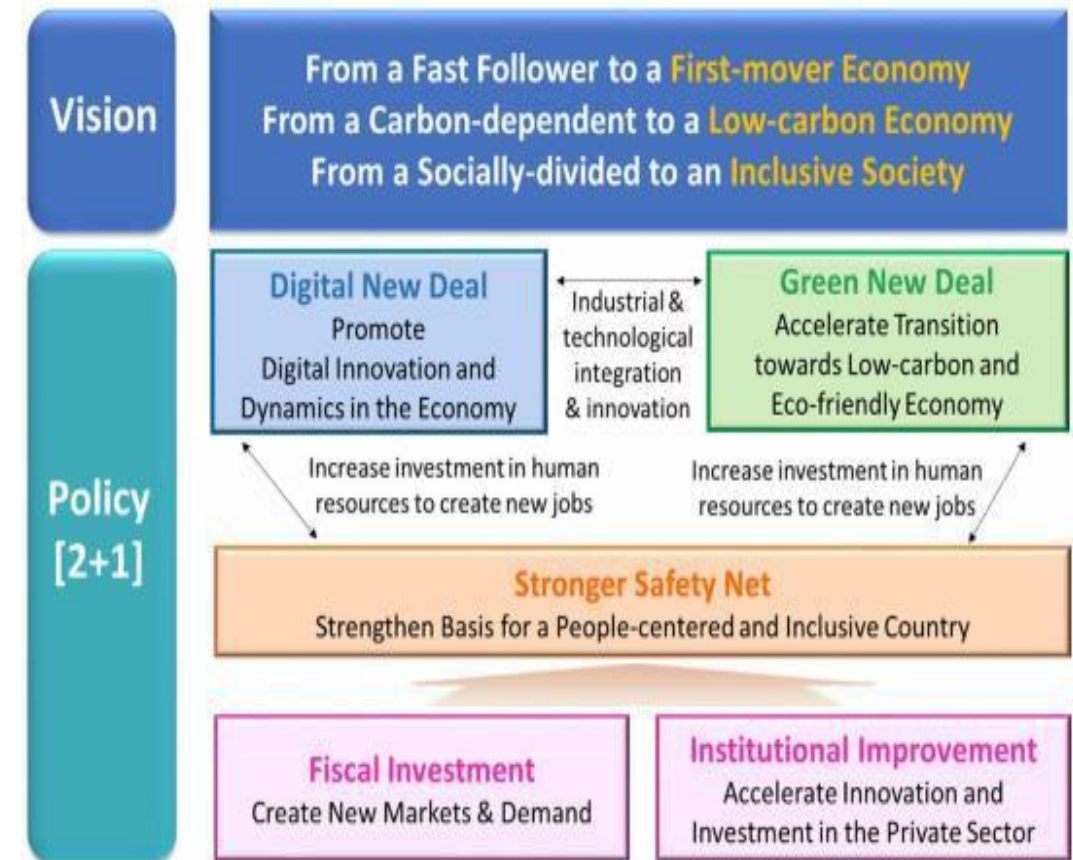 Vision
From a Fast Follower to a First-mover Economy
From a Carbon-dependent to a Low-carbon Economy
From a Socially-divided to an Inclusive Society
Policy
[2+1]
Digital New Deal
Promote
Digital Innovation and
Dynamics in the Economy
Industrial &
technological
integration
& innovation
Green New Deal
Accelerate Transition
towards Low-carbon and
Eco-friendly Economy
Increase investment in human
resources to create new jobs
Increase investment in human
resources to create new jobs
Stronger Safety Net
Strengthen Basis for a People-centered and Inclusive Country
Fiscal Investment
Create New Markets & Demand
Institutional Improvement
Accelerate Innovation and
Investment in the Private Sector